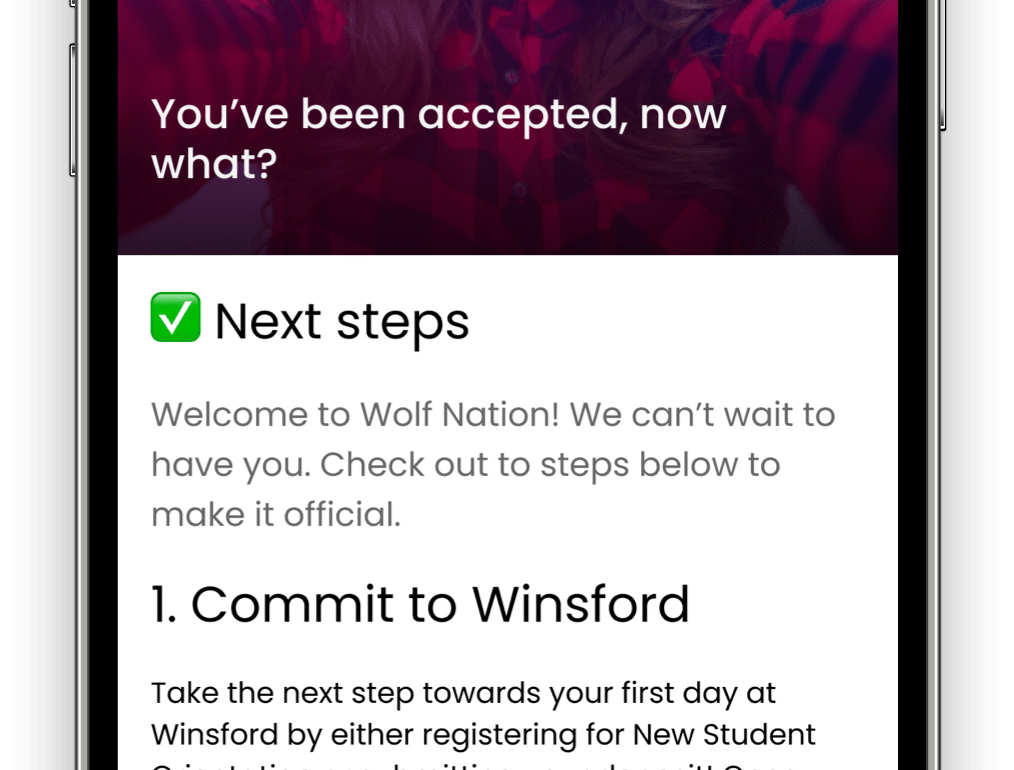 You’ve been accepted, now
what?
✅ Next steps
Welcome to Wolf Nation! We can’t wait to
have you. Check out to steps below to
make it official.
1. Commit to Winsford
Take the next step towards your first day at
Winsford by either registering for New Student